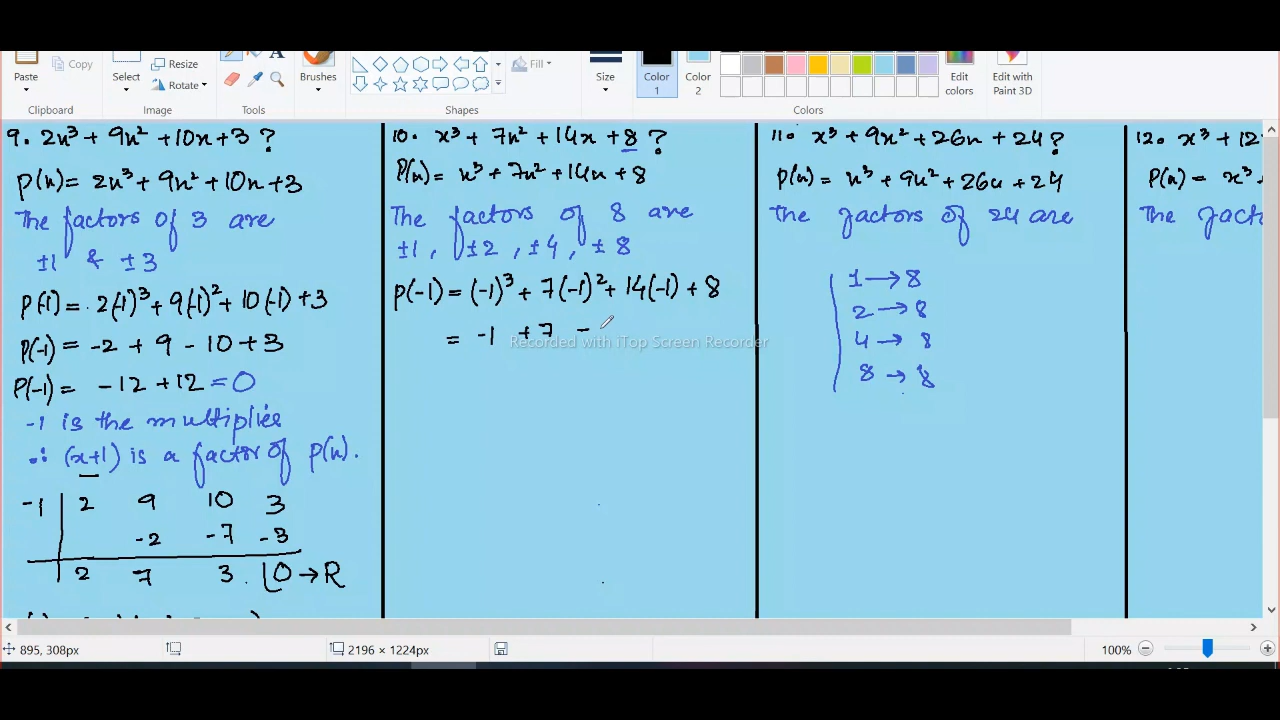 Paste
Copy
Clipboard
Select
Resize
Rotate
Image
A
Tools
Brushes
Fill
Shapes
Size
Color
1
Color
2
Colors
Edit
colors
Edit with
Paint 3D
9. 2x³ + 9x² + 10x + 3 ?
P(x) = 2x³ + 9x² + 10x + 3
The factors of 3 are
±1 & ±3
P(-1) = 2(-1)³ + 9(-1)² + 10(-1) + 3
P(-1) = -2 + 9 - 10 + 3
P(-1) = -12 + 12 = 0
-1 is the multiplies
∴ (x+1) is a factor of P(x).
-1 | 2 9 10 3
-2 -7 -3
2 7 3 |0 → R
10. x³ + 7x² + 14x + 8 ?
P(x) = x³ + 7x² + 14x + 8
The factors of 8 are
±1, ±2, ±4, ±8
P(-1) = (-1)³ + 7(-1)² + 14(-1) + 8
= -1 + 7 -
Recorded with iTop Screen Recorder
11. x³ + 9x² + 26x + 24 ?
P(x) = x³ + 9x² + 26x + 24
The factors of 24 are
1 → 8
2 → 8
4 → 8
8 → 8
12. x³ + 12
P(x) = x³ +
The fact
895, 308px
2196 × 1224px
100%